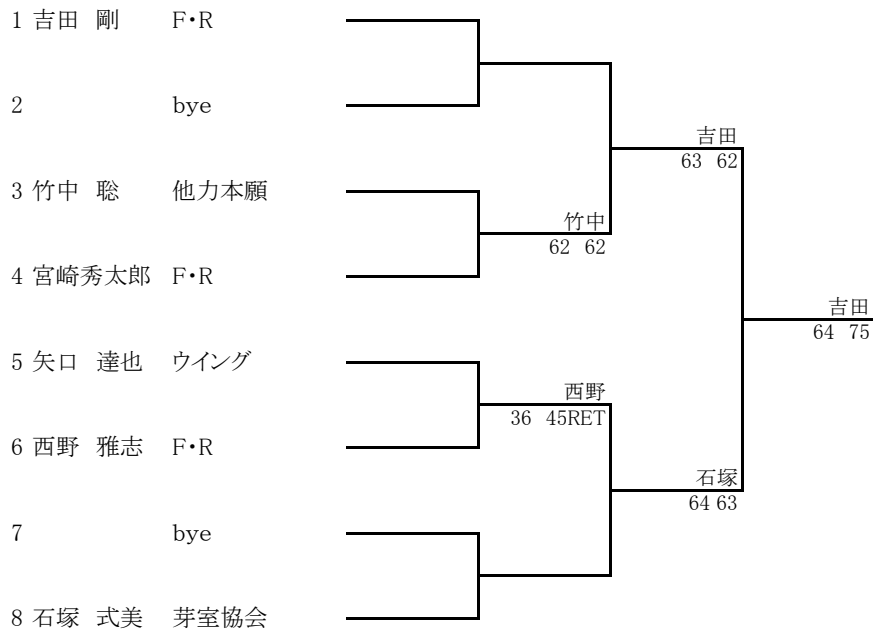 1 吉田 剛 F・R
2 bye
吉田
63 62
3 竹中 聡 他力本願
竹中
62 62
4 宮崎秀太郎 F・R
吉田
64 75
5 矢口 達也 ウイング
西野
36 45RET
6 西野 雅志 F・R
石塚
64 63
7 bye
8 石塚 式美 芽室協会